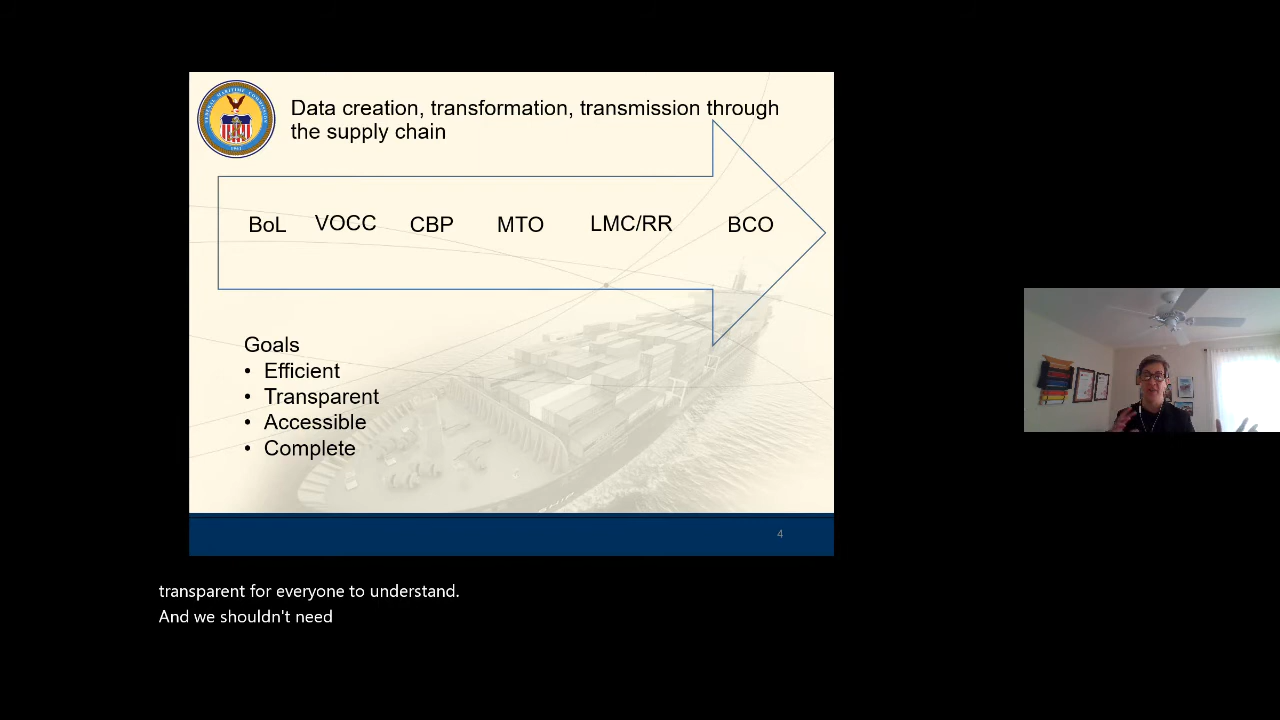 Data creation, transformation, transmission through
the supply chain
BoL VOCC CBP MTO LMC/RR BCO
Goals
• Efficient
• Transparent
• Accessible
• Complete
4
transparent for everyone to understand.
And we shouldn't need